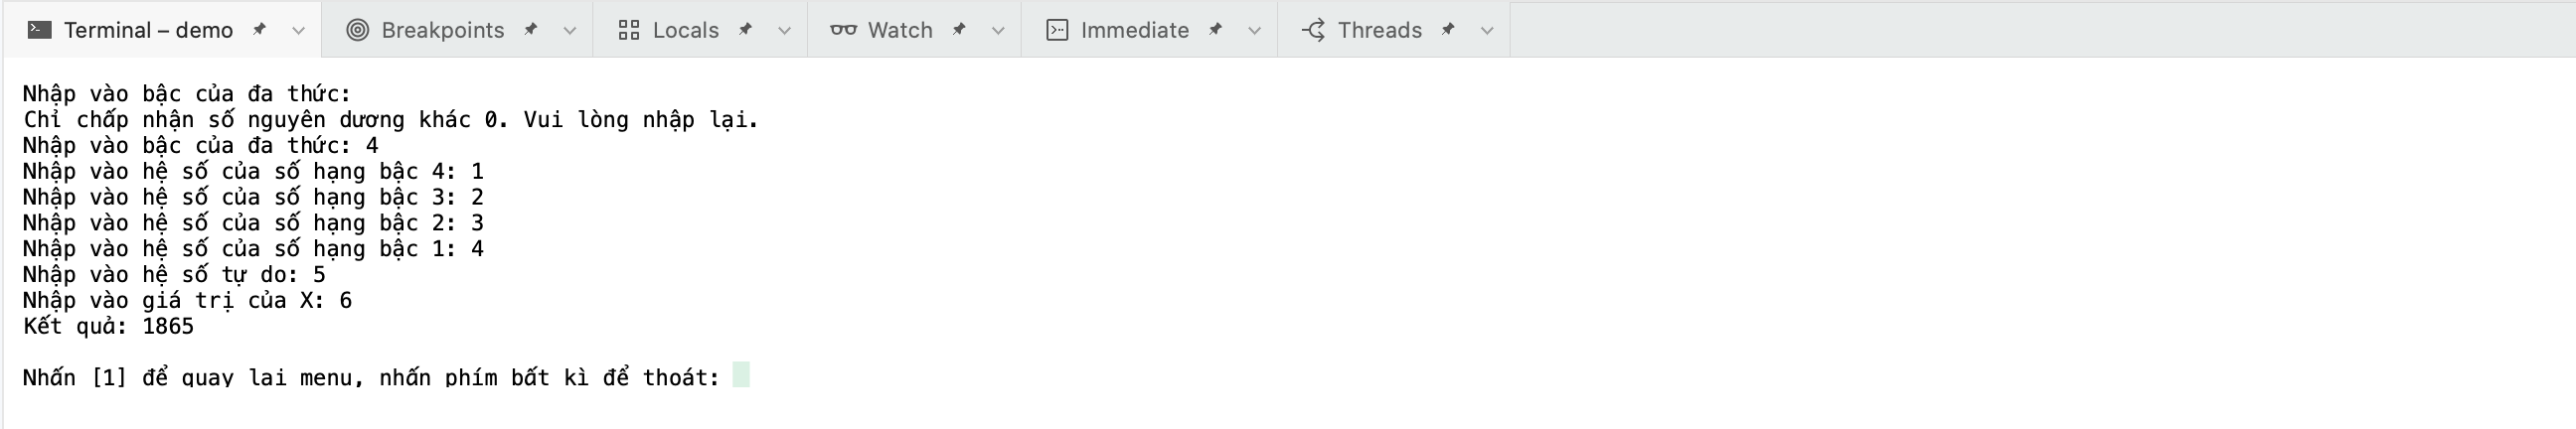 Terminal – demo Breakpoints Locals Watch Immediate Threads
Nhập vào bậc của đa thức:
Chỉ chấp nhận số nguyên dương khác 0. Vui lòng nhập lại.
Nhập vào bậc của đa thức: 4
Nhập vào hệ số của số hạng bậc 4: 1
Nhập vào hệ số của số hạng bậc 3: 2
Nhập vào hệ số của số hạng bậc 2: 3
Nhập vào hệ số của số hạng bậc 1: 4
Nhập vào hệ số tự do: 5
Nhập vào giá trị của X: 6
Kết quả: 1865
Nhấn [1] để quay lại menu, nhấn phím bất kì để thoát: